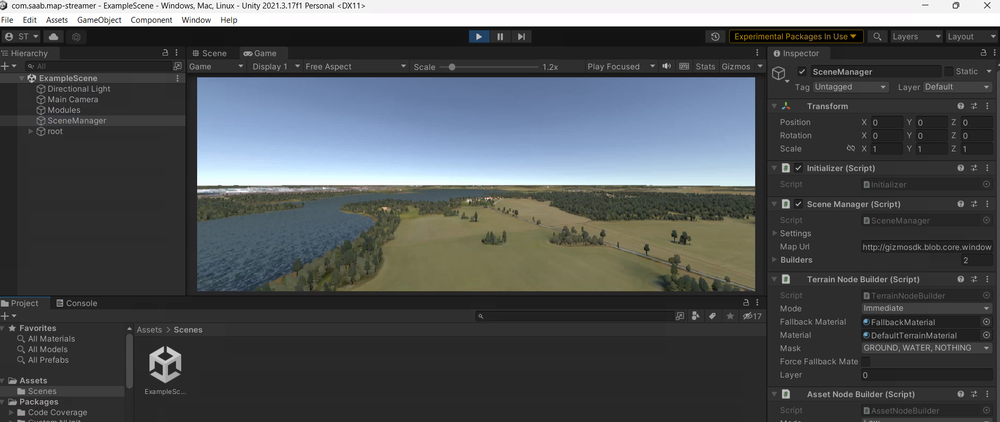 com.saab.map-streamer - ExampleScene - Windows, Mac, Linux - Unity 2021.3.17f1 Personal <DX11>
File Edit Assets GameObject Component Window Help
ST Experimental Packages In Use Layers Layout
Hierarchy
All
ExampleScene
Directional Light
Main Camera
Modules
SceneManager
root
Scene Game
Game Display 1 Free Aspect Scale 1.2x Play Focused Stats Gizmos
Inspector
SceneManager Static
Tag Untagged Layer Default
Transform
Position X 0 Y 0 Z 0
Rotation X 0 Y 0 Z 0
Scale X 1 Y 1 Z 1
# Initializer (Script)
Script # Initializer
# Scene Manager (Script)
Script # SceneManager
Settings
Map Url http://gizmosdk.blob.core.window
Builders 2
# Terrain Node Builder (Script)
Script # TerrainNodeBuilder
Mode Immediate
Fallback Material FallbackMaterial
Material DefaultTerrainMaterial
Mask GROUND, WATER, NOTHING
Force Fallback Mate
Layer 0
# Asset Node Builder (Script)
Script # AssetNodeBuilder
Project Console
17
Favorites
All Materials
All Models
All Prefabs
Assets
Scenes
Packages
Code Coverage
Assets > Scenes
ExampleSc...